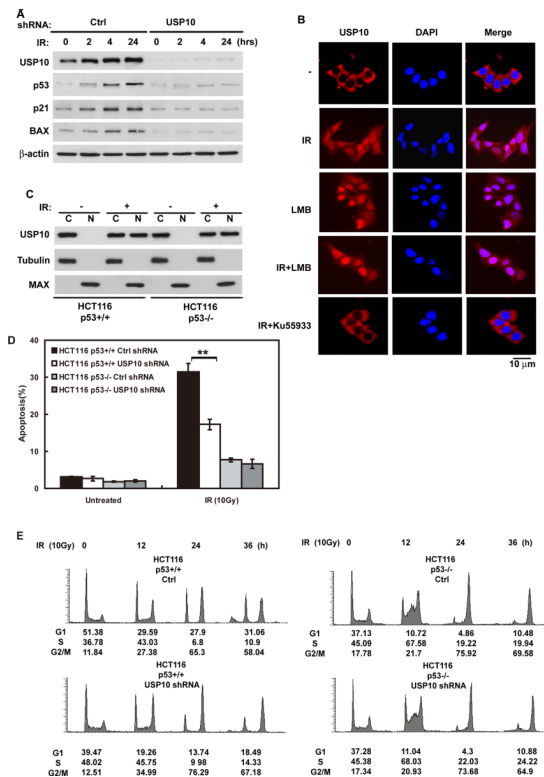 A
shRNA: Ctrl USP10
IR: 0 2 4 24 0 2 4 24 (hrs)
USP10
p53
p21
BAX
β-actin
B
USP10 DAPI Merge
-
IR
LMB
IR+LMB
IR+Ku55933
10 μm
C
IR: - + - +
C N C N C N C N
USP10
Tubulin
MAX
HCT116 HCT116
p53+/+ p53-/-
D
HCT116 p53+/+ Ctrl shRNA
HCT116 p53+/+ USP10 shRNA
HCT116 p53-/- Ctrl shRNA
HCT116 p53-/- USP10 shRNA
**
Apoptosis(%)
40
30
20
10
0
Untreated IR (10Gy)
E
IR (10Gy) 0 12 24 36 (h)
HCT116
p53+/+
Ctrl
G1 51.38 29.59 27.9 31.06
S 36.78 43.03 6.8 10.9
G2/M 11.84 27.38 65.3 58.04
HCT116
p53+/+
USP10 shRNA
G1 39.47 19.26 13.74 18.49
S 48.02 45.75 9 98 14.33
G2/M 12.51 34.99 76.29 67.18
IR (10Gy) 0 12 24 36 (h)
HCT116
p53-/-
Ctrl
G1 37.13 10.72 4.86 10.48
S 45.09 67.58 19.22 19.94
G2/M 17.78 21.7 75.92 69.58
HCT116
p53-/-
USP10 shRNA
G1 37.28 11.04 4.3 10.88
S 45.38 68.03 22.03 24.22
G2/M 17.34 20.93 73.68 64.9